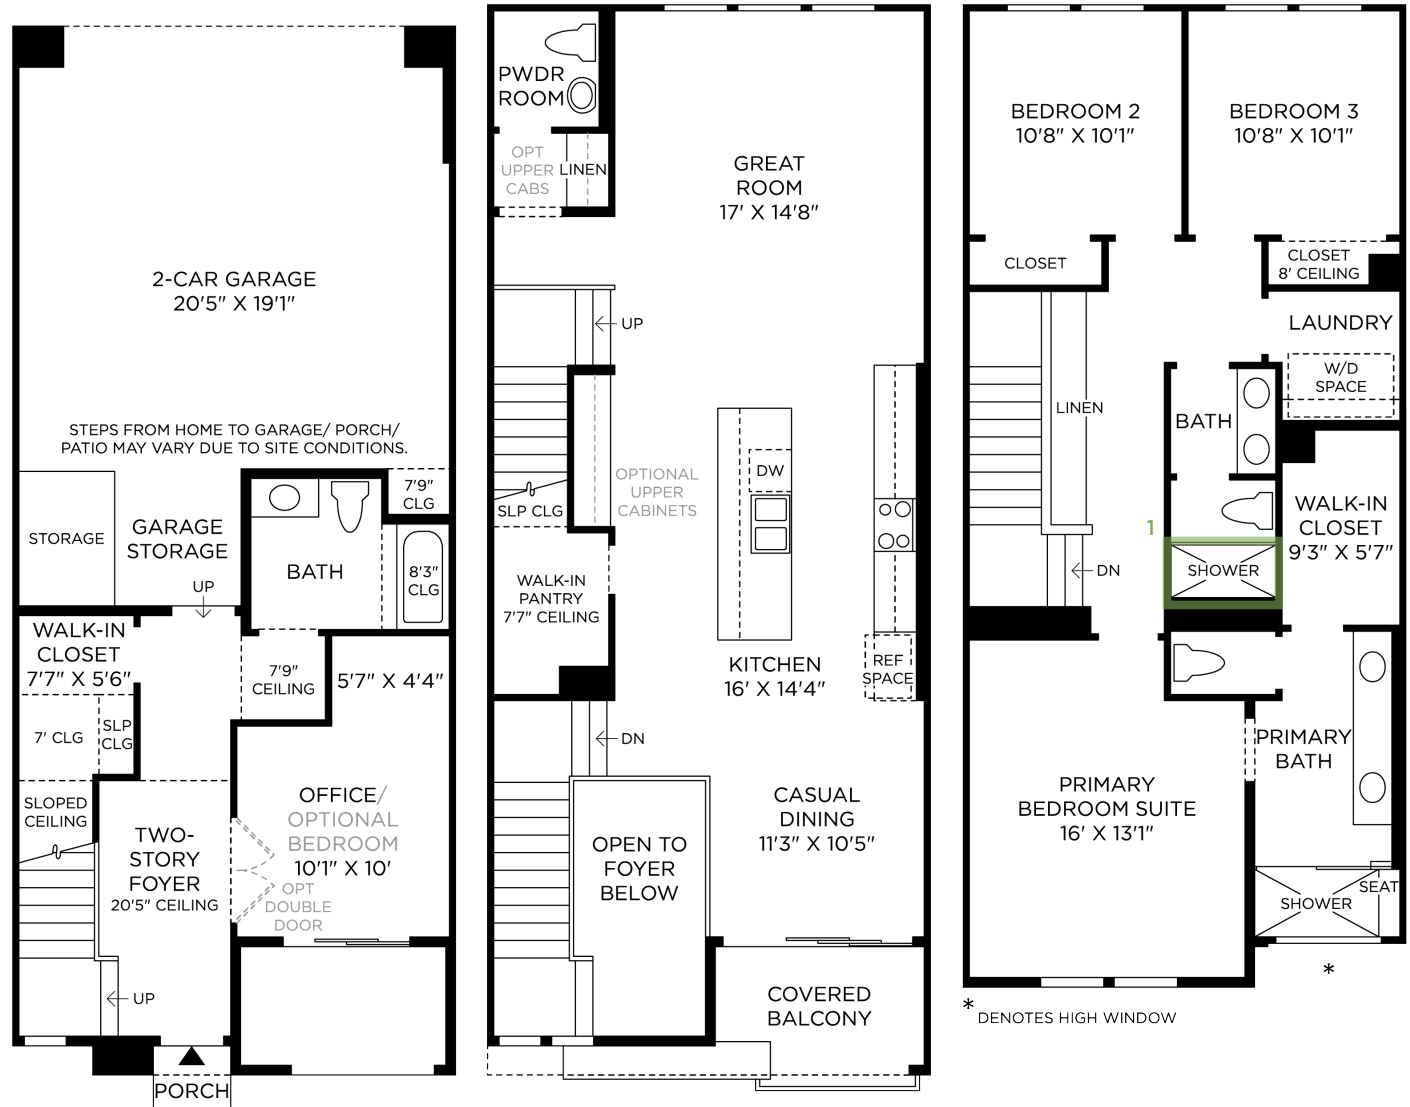 2-CAR GARAGE
20'5" X 19'1"
STEPS FROM HOME TO GARAGE/ PORCH/
PATIO MAY VARY DUE TO SITE CONDITIONS.
STORAGE
GARAGE
STORAGE
UP
BATH
7'9"
CLG
8'3"
CLG
WALK-IN
CLOSET
7'7" X 5'6"
7' CLG
SLP
CLG
SLOPED
CEILING
7'9"
CEILING
5'7" X 4'4"
TWO-
STORY
FOYER
20'5" CEILING
OFFICE/
OPTIONAL
BEDROOM
10'1" X 10'
OPT
DOUBLE
DOOR
UP
PORCH
PWDR
ROOM
OPT
UPPER
CABS
LINEN
GREAT
ROOM
17' X 14'8"
UP
SLP CLG
OPTIONAL
UPPER
CABINETS
DW
WALK-IN
PANTRY
7'7" CEILING
KITCHEN
16' X 14'4"
REF
SPACE
DN
OPEN TO
FOYER
BELOW
CASUAL
DINING
11'3" X 10'5"
COVERED
BALCONY
BEDROOM 2
10'8" X 10'1"
BEDROOM 3
10'8" X 10'1"
CLOSET
CLOSET
8' CEILING
LAUNDRY
W/D
SPACE
LINEN
BATH
WALK-IN
CLOSET
9'3" X 5'7"
1
SHOWER
DN
PRIMARY
BATH
PRIMARY
BEDROOM SUITE
16' X 13'1"
SEAT
SHOWER
*
* DENOTES HIGH WINDOW